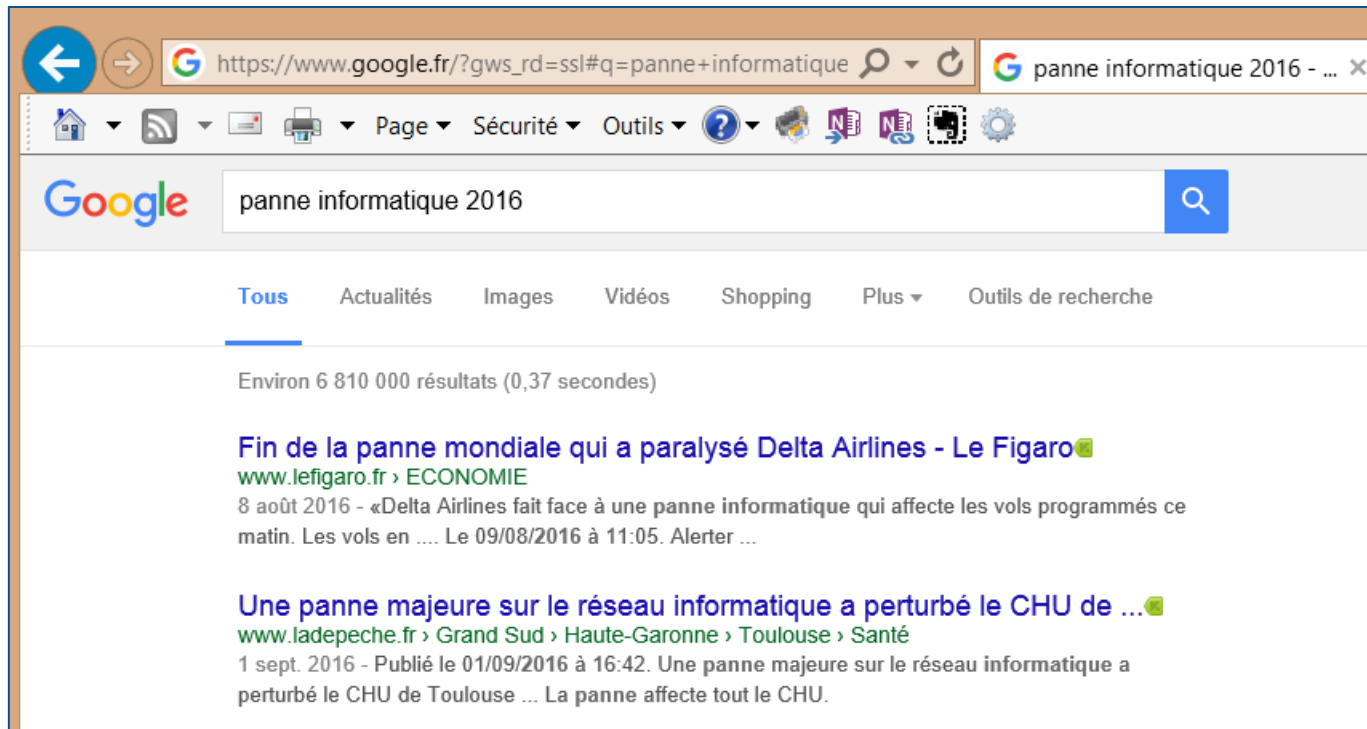 https://www.google.fr/?gws_rd=ssl#q=panne+informatique
panne informatique 2016 - ...
Page Sécurité Outils
Google
panne informatique 2016
Tous Actualités Images Vidéos Shopping Plus Outils de recherche
Environ 6 810 000 résultats (0,37 secondes)
Fin de la panne mondiale qui a paralysé Delta Airlines - Le Figaro
www.lefigaro.fr › ECONOMIE
8 août 2016 - «Delta Airlines fait face à une panne informatique qui affecte les vols programmés ce
matin. Les vols en .... Le 09/08/2016 à 11:05. Alerter ...
Une panne majeure sur le réseau informatique a perturbé le CHU de ...
www.ladepeche.fr › Grand Sud › Haute-Garonne › Toulouse › Santé
1 sept. 2016 - Publié le 01/09/2016 à 16:42. Une panne majeure sur le réseau informatique a
perturbé le CHU de Toulouse ... La panne affecte tout le CHU.